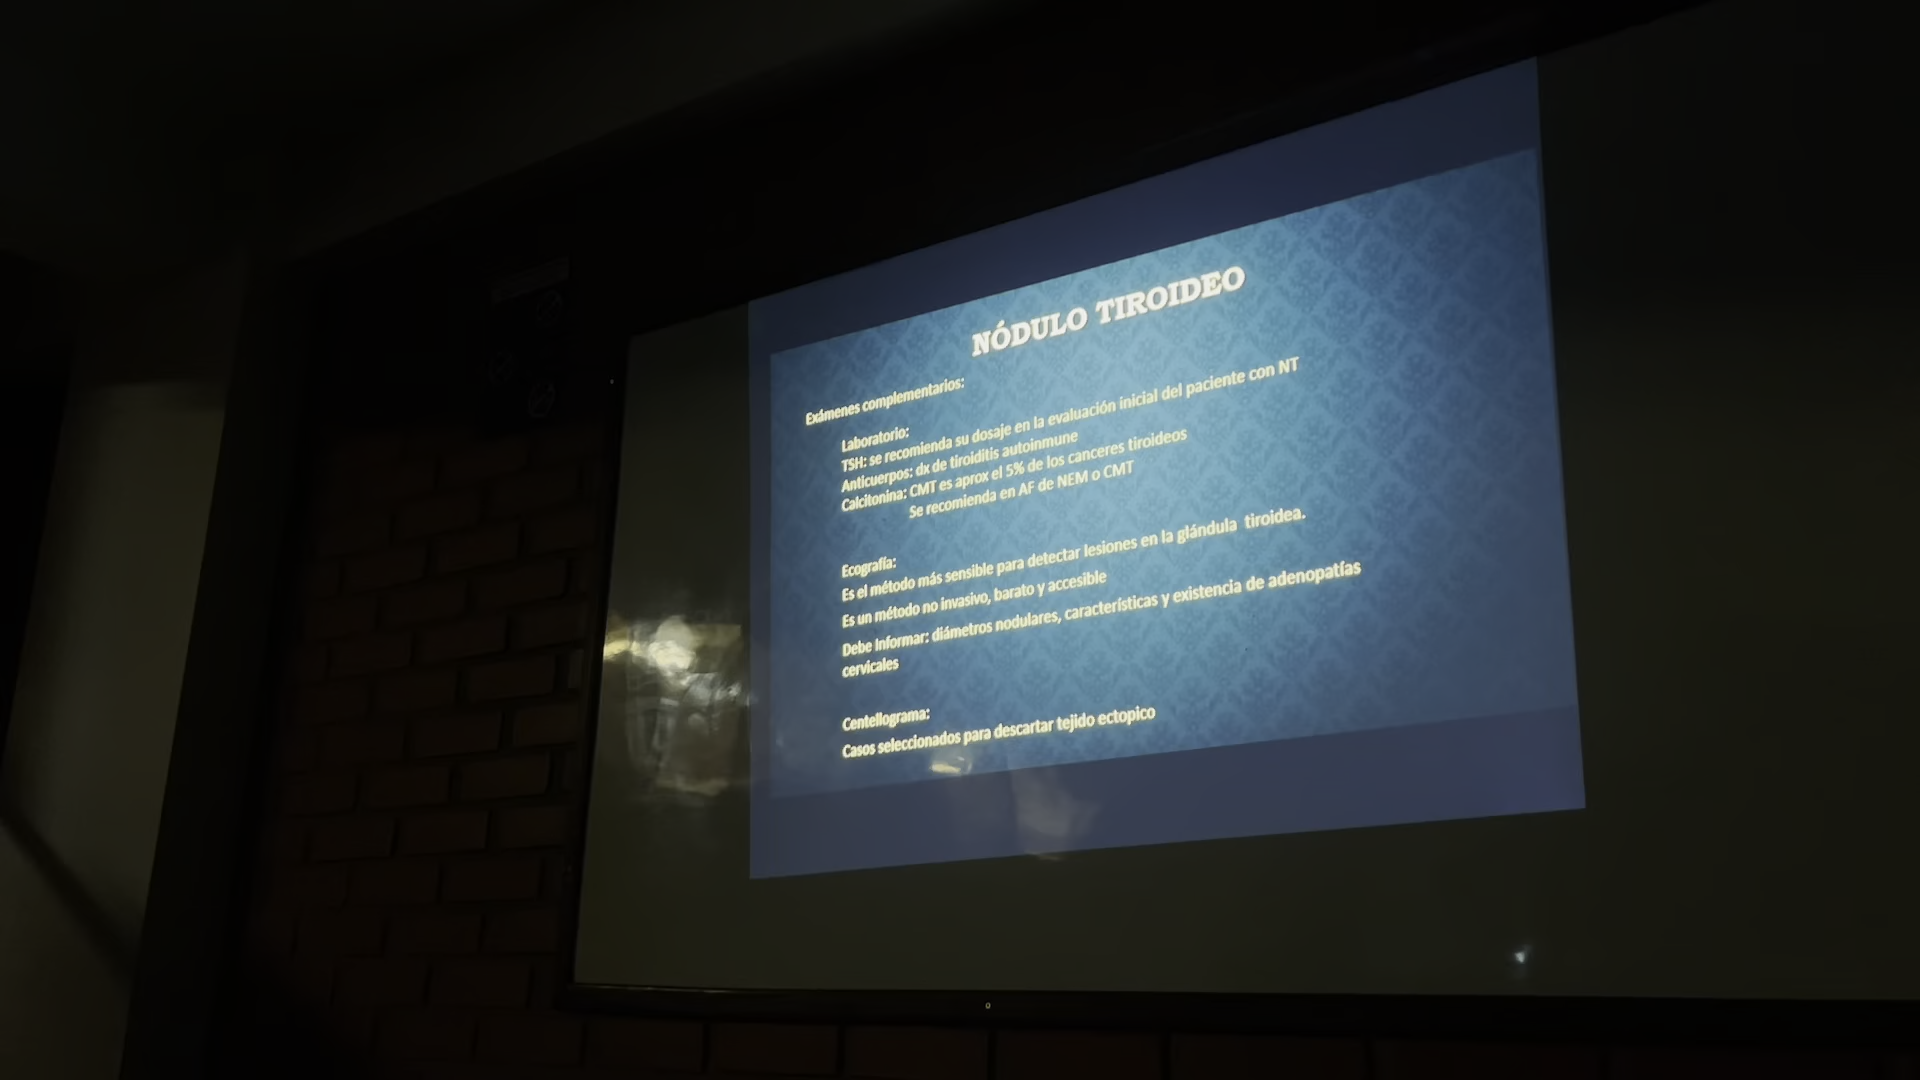 NÓDULO TIROIDEO
Exámenes complementarios:
Laboratorio:
TSH: se recomienda su dosaje en la evaluación inicial del paciente con NT
Anticuerpos: dx de tiroiditis autoinmune
Calcitonina: CMT es aprox el 5% de los canceres tiroideos
Se recomienda en AF de NEM o CMT
Ecografía:
Es el método más sensible para detectar lesiones en la glándula tiroidea.
Es un método no invasivo, barato y accesible
Debe Informar: diámetros nodulares, características y existencia de adenopatías
cervicales
Centellograma:
Casos seleccionados para descartar tejido ectopico